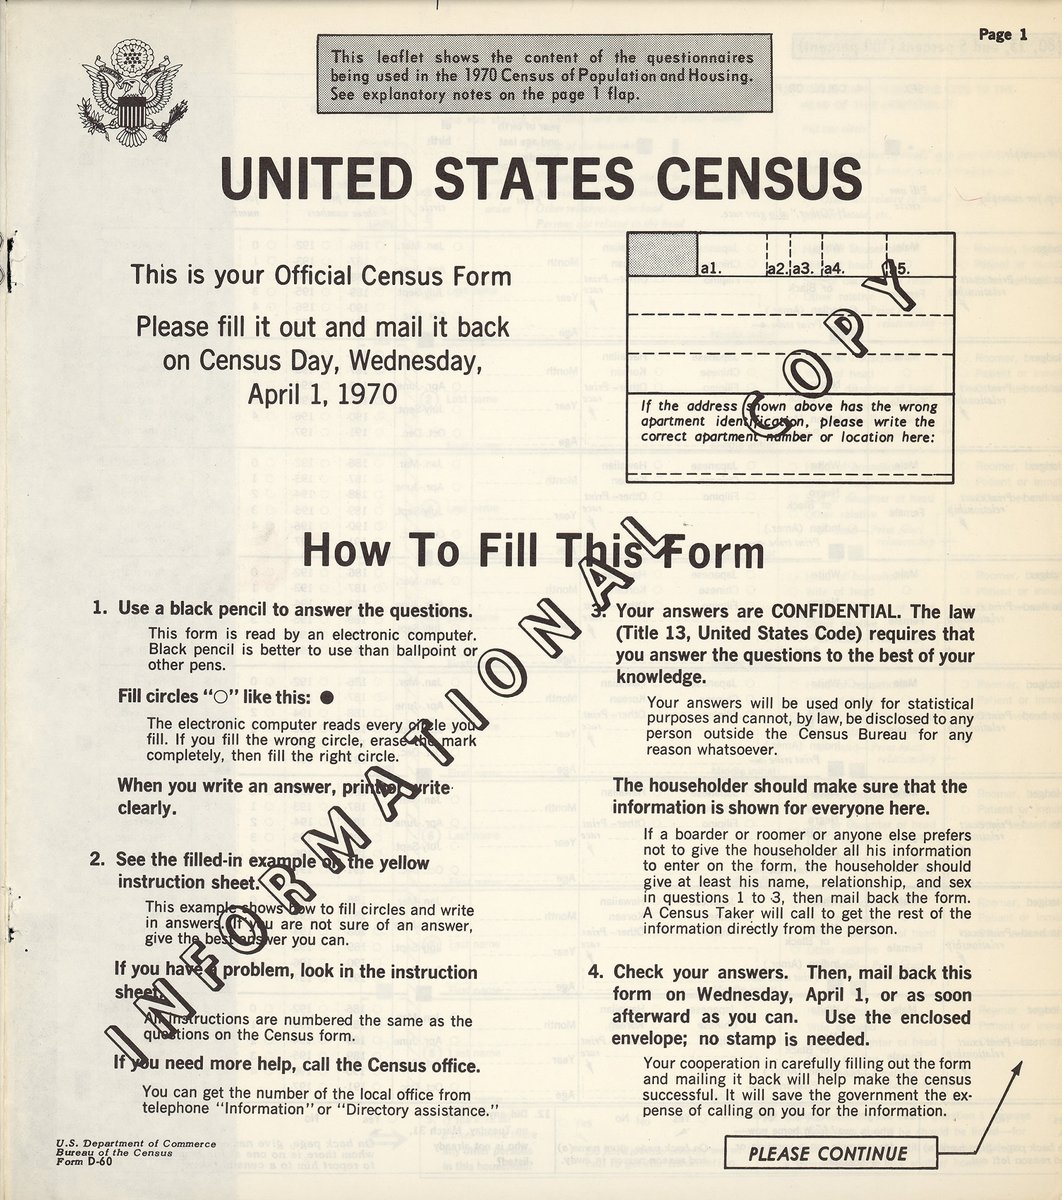 Page 1
This leaflet shows the content of the questionnaires
being used in the 1970 Census of Population and Housing.
See explanatory notes on the page 1 flap.
UNITED STATES CENSUS
This is your Official Census Form
Please fill it out and mail it back
on Census Day, Wednesday,
April 1, 1970
a1. a2. a3. a4. a5.
If the address shown above has the wrong
apartment identification, please write the
correct apartment number or location here:
INFORMATIONAL COPY
How To Fill This Form
1. Use a black pencil to answer the questions.
This form is read by an electronic computer.
Black pencil is better to use than ballpoint or
other pens.
Fill circles "O" like this: ●
The electronic computer reads every circle you
fill. If you fill the wrong circle, erase the mark
completely, then fill the right circle.
When you write an answer, print or write
clearly.
2. See the filled-in example on the yellow
instruction sheet.
This example shows how to fill circles and write
in answers. If you are not sure of an answer,
give the best answer you can.
If you have a problem, look in the instruction
sheet.
All instructions are numbered the same as the
questions on the Census form.
If you need more help, call the Census office.
You can get the number of the local office from
telephone "Information" or "Directory assistance."
3. Your answers are CONFIDENTIAL. The law
(Title 13, United States Code) requires that
you answer the questions to the best of your
knowledge.
Your answers will be used only for statistical
purposes and cannot, by law, be disclosed to any
person outside the Census Bureau for any
reason whatsoever.
The householder should make sure that the
information is shown for everyone here.
If a boarder or roomer or anyone else prefers
not to give the householder all his information
to enter on the form, the householder should
give at least his name, relationship, and sex
in questions 1 to 3, then mail back the form.
A Census Taker will call to get the rest of the
information directly from the person.
4. Check your answers. Then, mail back this
form on Wednesday, April 1, or as soon
afterward as you can. Use the enclosed
envelope; no stamp is needed.
Your cooperation in carefully filling out the form
and mailing it back will help make the census
successful. It will save the government the ex-
pense of calling on you for the information.
U.S. Department of Commerce
Bureau of the Census
Form D-60
PLEASE CONTINUE